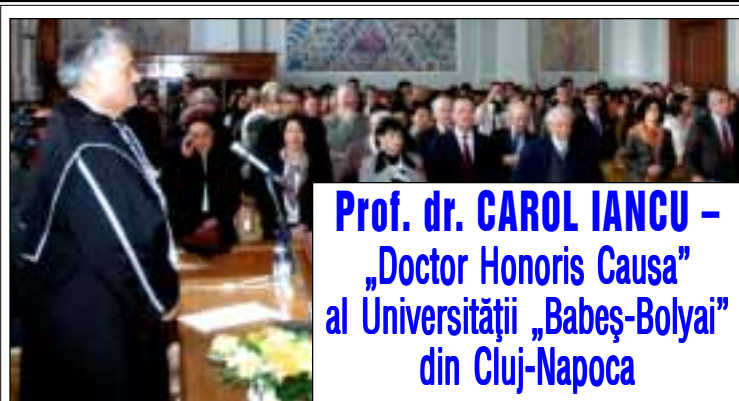 Prof. dr. CAROL IANCU –
„Doctor Honoris Causa”
al Universităţii „Babeş-Bolyai”
din Cluj-Napoca